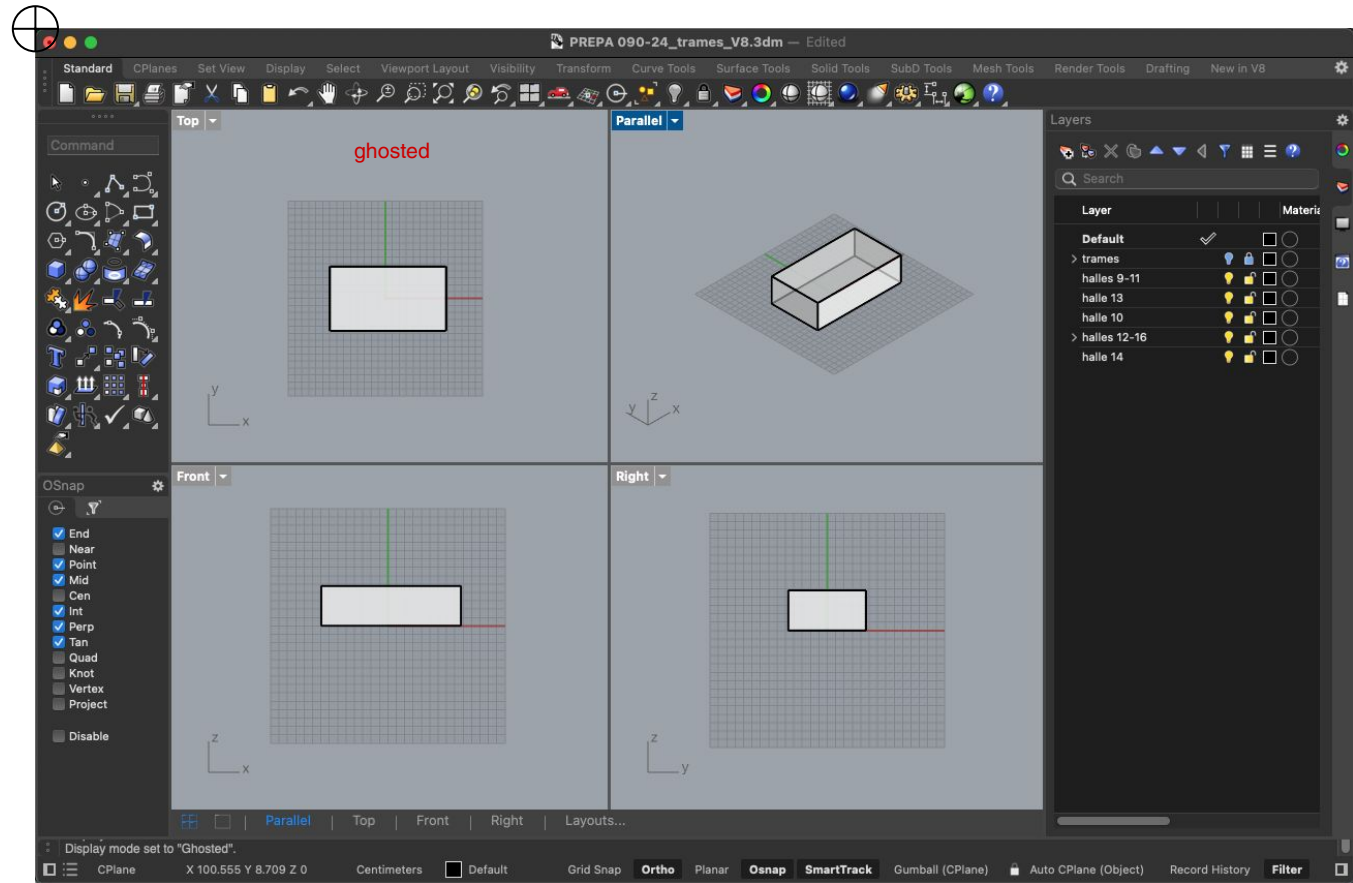 PREPA 090-24_trames_V8.3dm — Edited
Standard CPlanes Set View Display Select Viewport Layout Visibility Transform Curve Tools Surface Tools Solid Tools SubD Tools Mesh Tools Render Tools Drafting New in V8
Command
Top
ghosted
y
x
Parallel
z
y x
Front
z
x
Right
z
y
Layers
Search
Layer Materia
Default
trames
halles 9-11
halle 13
halle 10
halles 12-16
halle 14
OSnap
End
Near
Point
Mid
Cen
Int
Perp
Tan
Quad
Knot
Vertex
Project
Disable
Parallel | Top | Front | Right | Layouts...
Display mode set to "Ghosted".
CPlane X 100.555 Y 8.709 Z 0 Centimeters Default Grid Snap Ortho Planar Osnap SmartTrack Gumball (CPlane) Auto CPlane (Object) Record History Filter